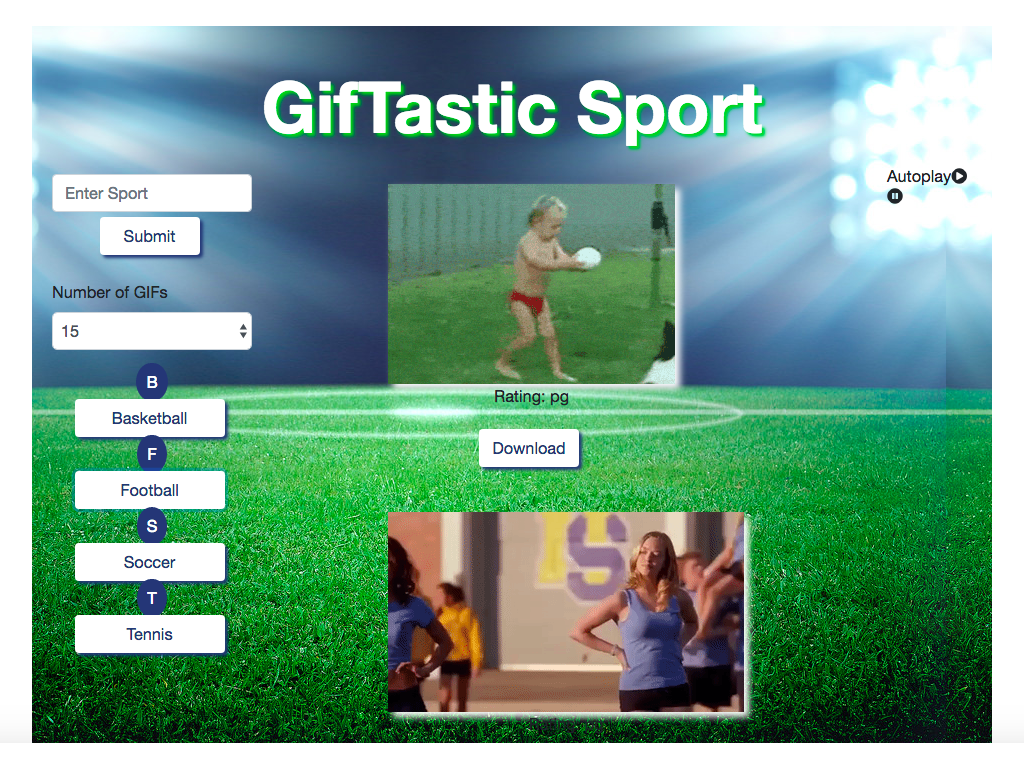 GifTastic Sport
Enter Sport
Submit
Number of GIFs
15
B
Basketball
F
Football
S
Soccer
T
Tennis
Autoplay
Rating: pg
Download
S